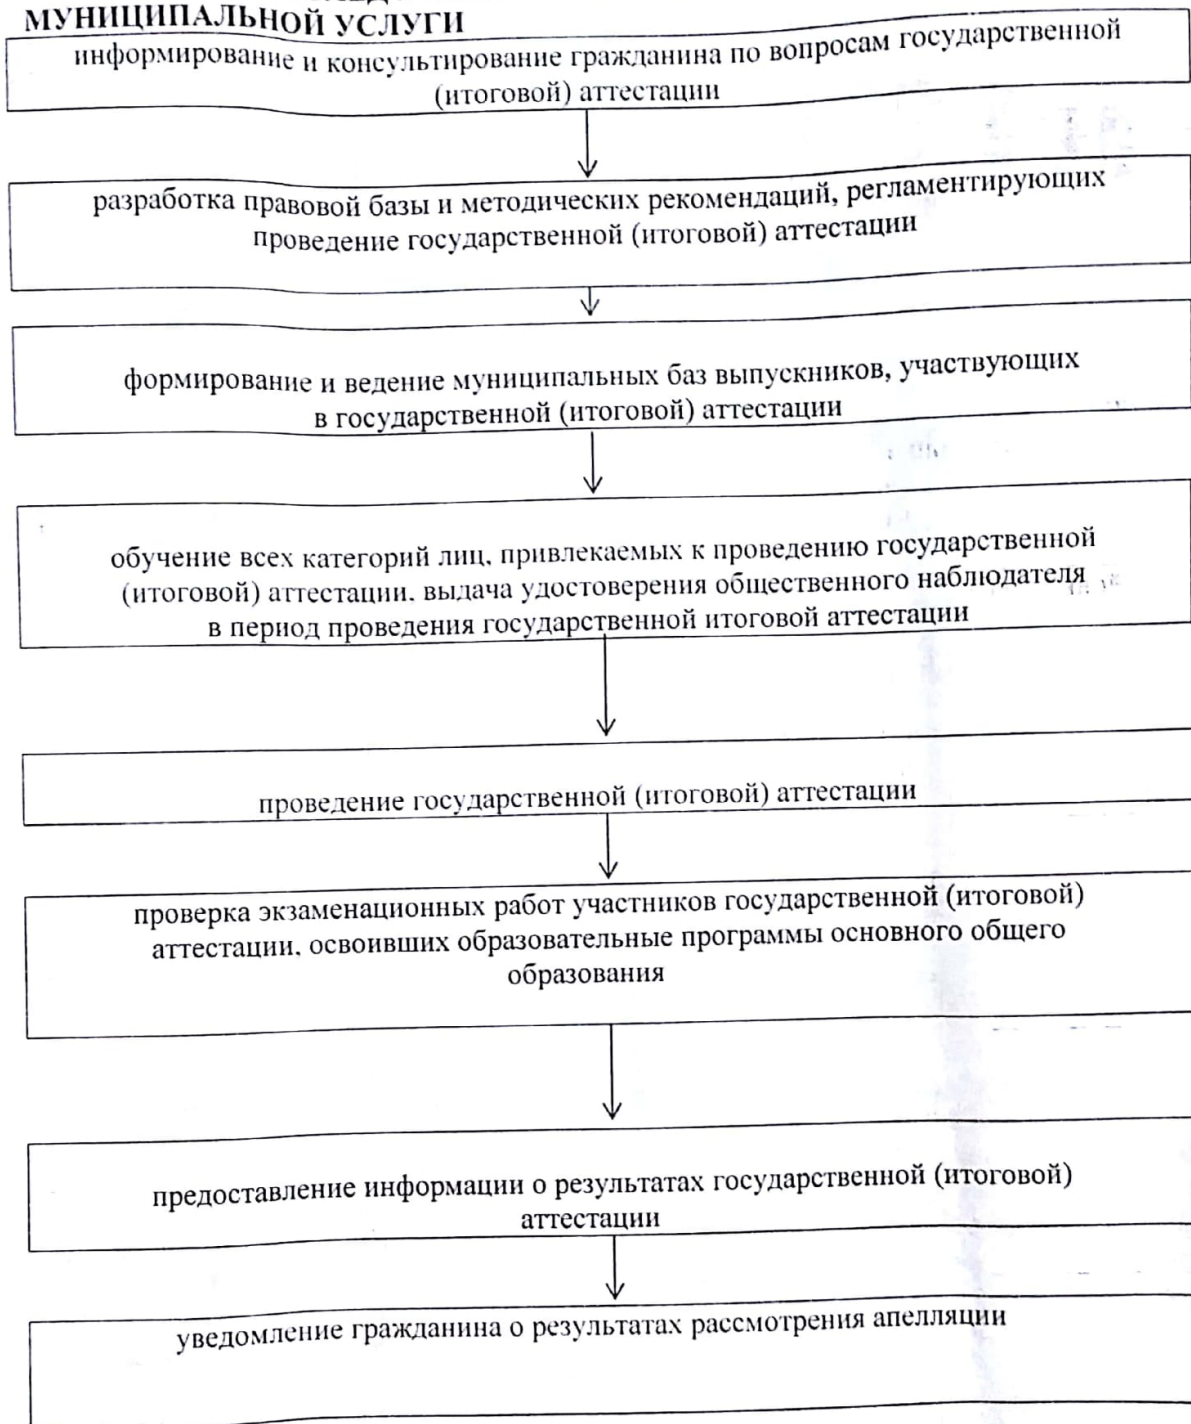 МУНИЦИПАЛЬНОЙ УСЛУГИ
информирование и консультирование гражданина по вопросам государственной
(итоговой) аттестации
разработка правовой базы и методических рекомендаций, регламентирующих
проведение государственной (итоговой) аттестации
формирование и ведение муниципальных баз выпускников, участвующих
в государственной (итоговой) аттестации
обучение всех категорий лиц, привлекаемых к проведению государственной
(итоговой) аттестации, выдача удостоверения общественного наблюдателя
в период проведения государственной итоговой аттестации
проведение государственной (итоговой) аттестации
проверка экзаменационных работ участников государственной (итоговой)
аттестации, освоивших образовательные программы основного общего
образования
предоставление информации о результатах государственной (итоговой)
аттестации
уведомление гражданина о результатах рассмотрения апелляции